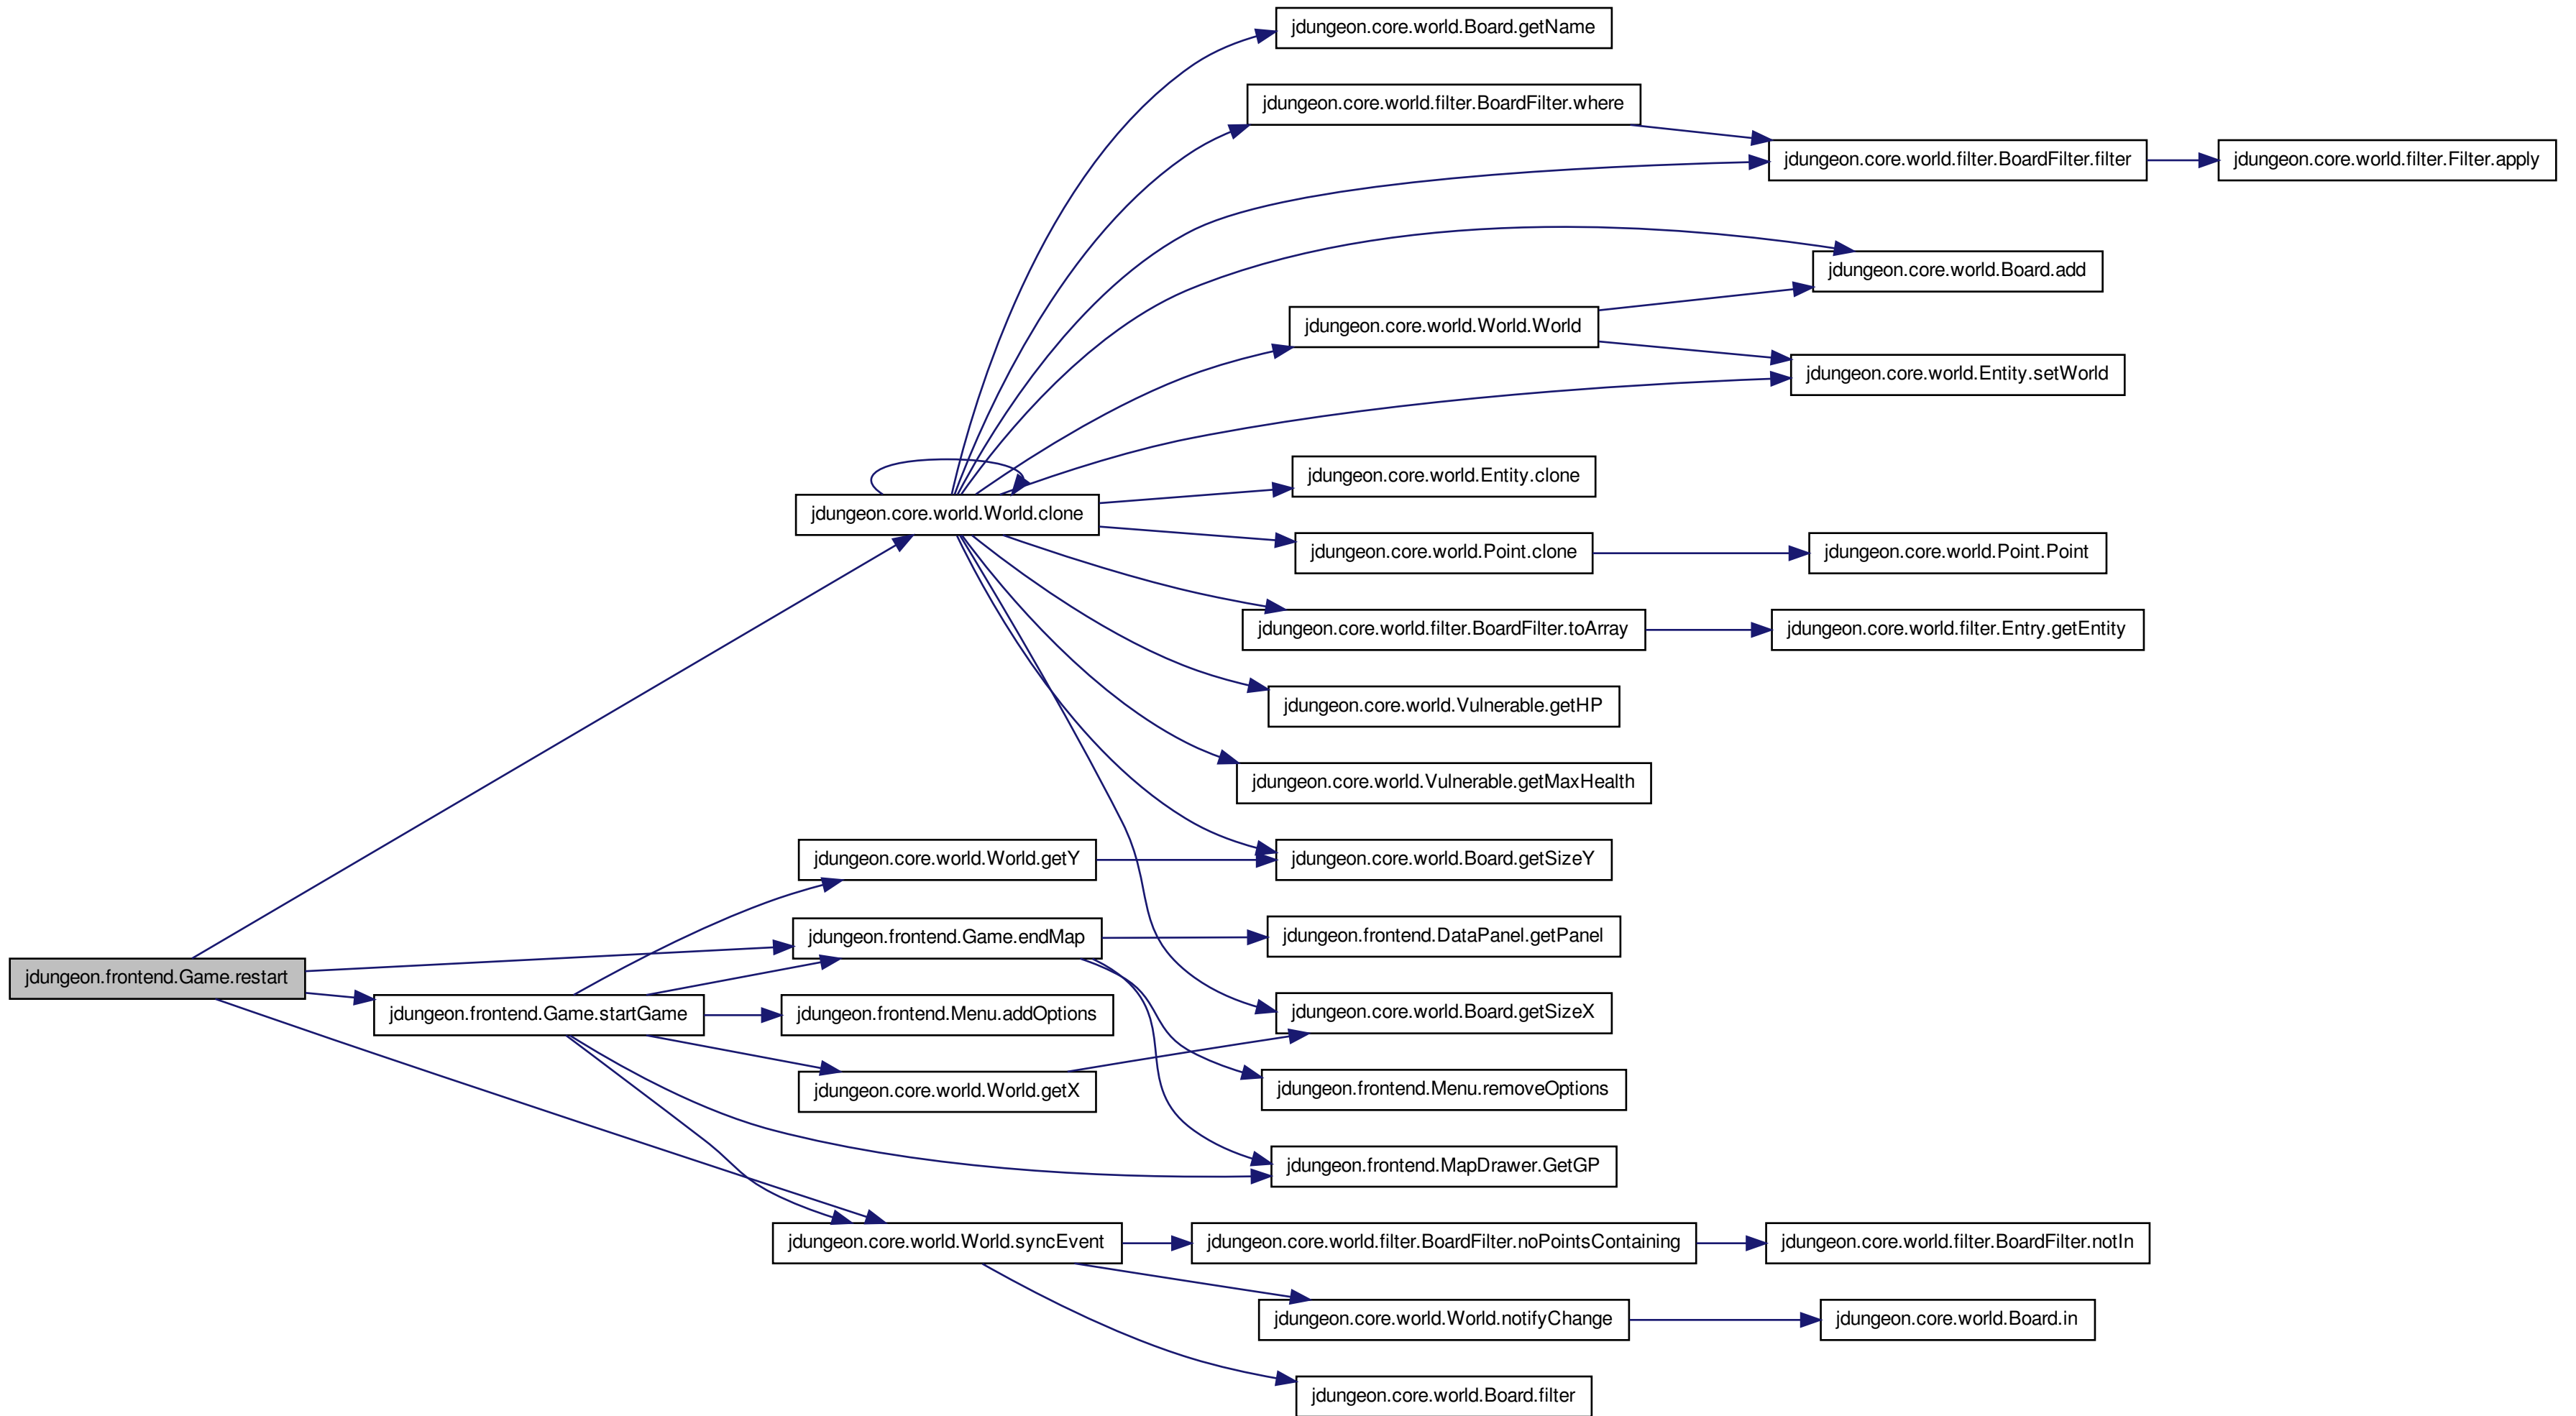 jdungeon.core.world.Board.getName
jdungeon.core.world.filter.BoardFilter.where
jdungeon.core.world.filter.BoardFilter.filter
jdungeon.core.world.filter.Filter.apply
jdungeon.core.world.Board.add
jdungeon.core.world.World.World
jdungeon.core.world.Entity.setWorld
jdungeon.core.world.Entity.clone
jdungeon.core.world.World.clone
jdungeon.core.world.Point.clone
jdungeon.core.world.Point.Point
jdungeon.core.world.filter.BoardFilter.toArray
jdungeon.core.world.filter.Entry.getEntity
jdungeon.core.world.Vulnerable.getHP
jdungeon.core.world.Vulnerable.getMaxHealth
jdungeon.core.world.World.getY
jdungeon.core.world.Board.getSizeY
jdungeon.frontend.Game.endMap
jdungeon.frontend.DataPanel.getPanel
jdungeon.frontend.Game.restart
jdungeon.frontend.Game.startGame
jdungeon.frontend.Menu.addOptions
jdungeon.core.world.Board.getSizeX
jdungeon.core.world.World.getX
jdungeon.frontend.Menu.removeOptions
jdungeon.frontend.MapDrawer.GetGP
jdungeon.core.world.World.syncEvent
jdungeon.core.world.filter.BoardFilter.noPointsContaining
jdungeon.core.world.filter.BoardFilter.notIn
jdungeon.core.world.World.notifyChange
jdungeon.core.world.Board.in
jdungeon.core.world.Board.filter